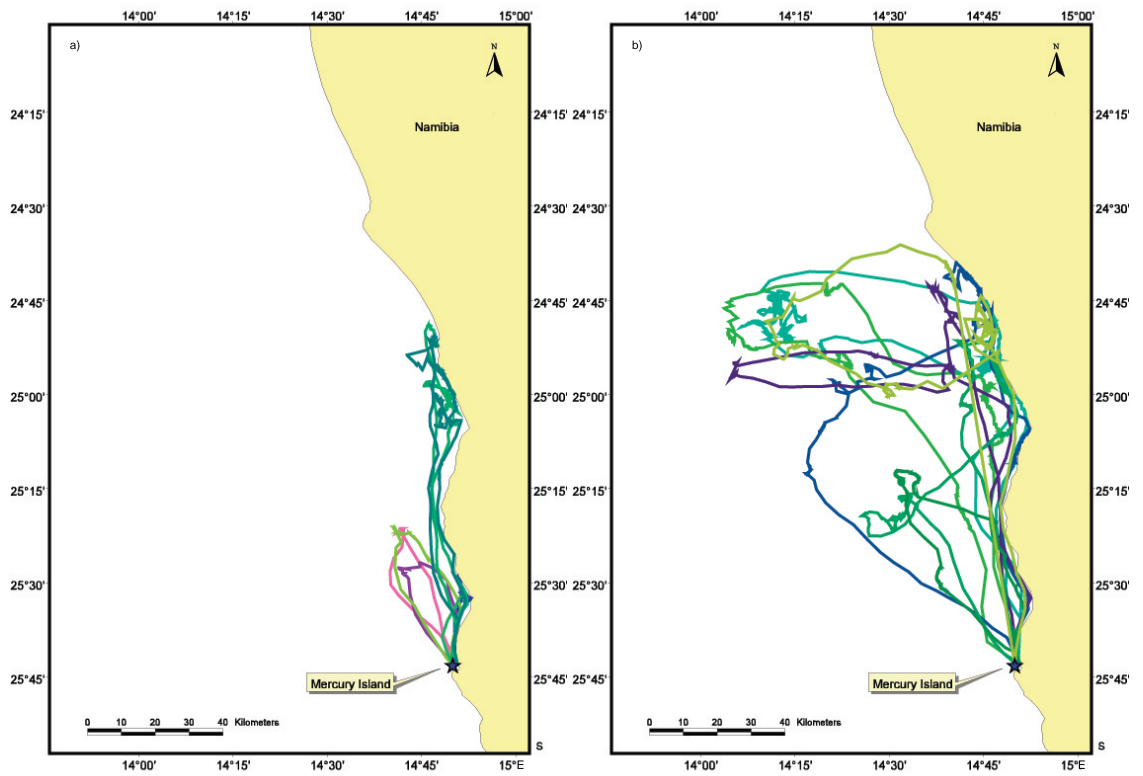 14°00' 14°15' 14°30' 14°45' 15°00'
a)
N
24°15'
Namibia
24°30'
24°45'
25°00'
25°15'
25°30'
25°45'
Mercury Island
0 10 20 30 40 Kilometers
S
14°00' 14°15' 14°30' 14°45' 15°E
14°00' 14°15' 14°30' 14°45' 15°00'
b)
N
24°15' 24°15'
Namibia
24°30' 24°30'
24°45' 24°45'
25°00' 25°00'
25°15' 25°15'
25°30' 25°30'
25°45' 25°45'
Mercury Island
0 10 20 30 40 Kilometers
S
14°00' 14°15' 14°30' 14°45' 15°E
24°15'
24°30'
24°45'
25°00'
25°15'
25°30'
25°45'